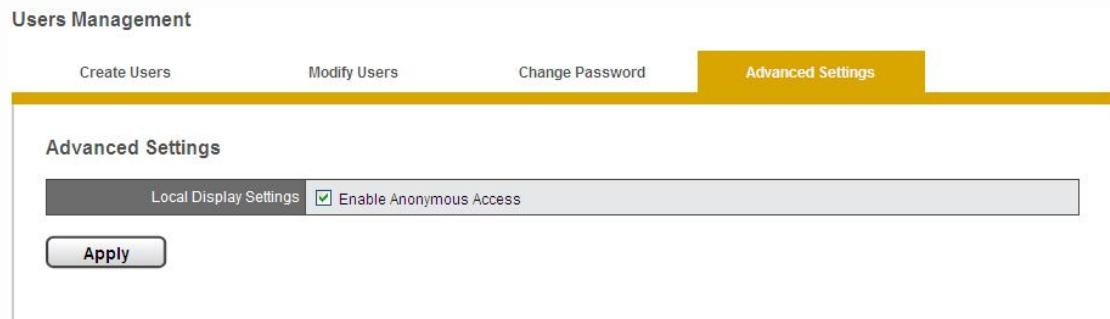 Users Management
Create Users Modify Users Change Password Advanced Settings
Advanced Settings
Local Display Settings Enable Anonymous Access
Apply